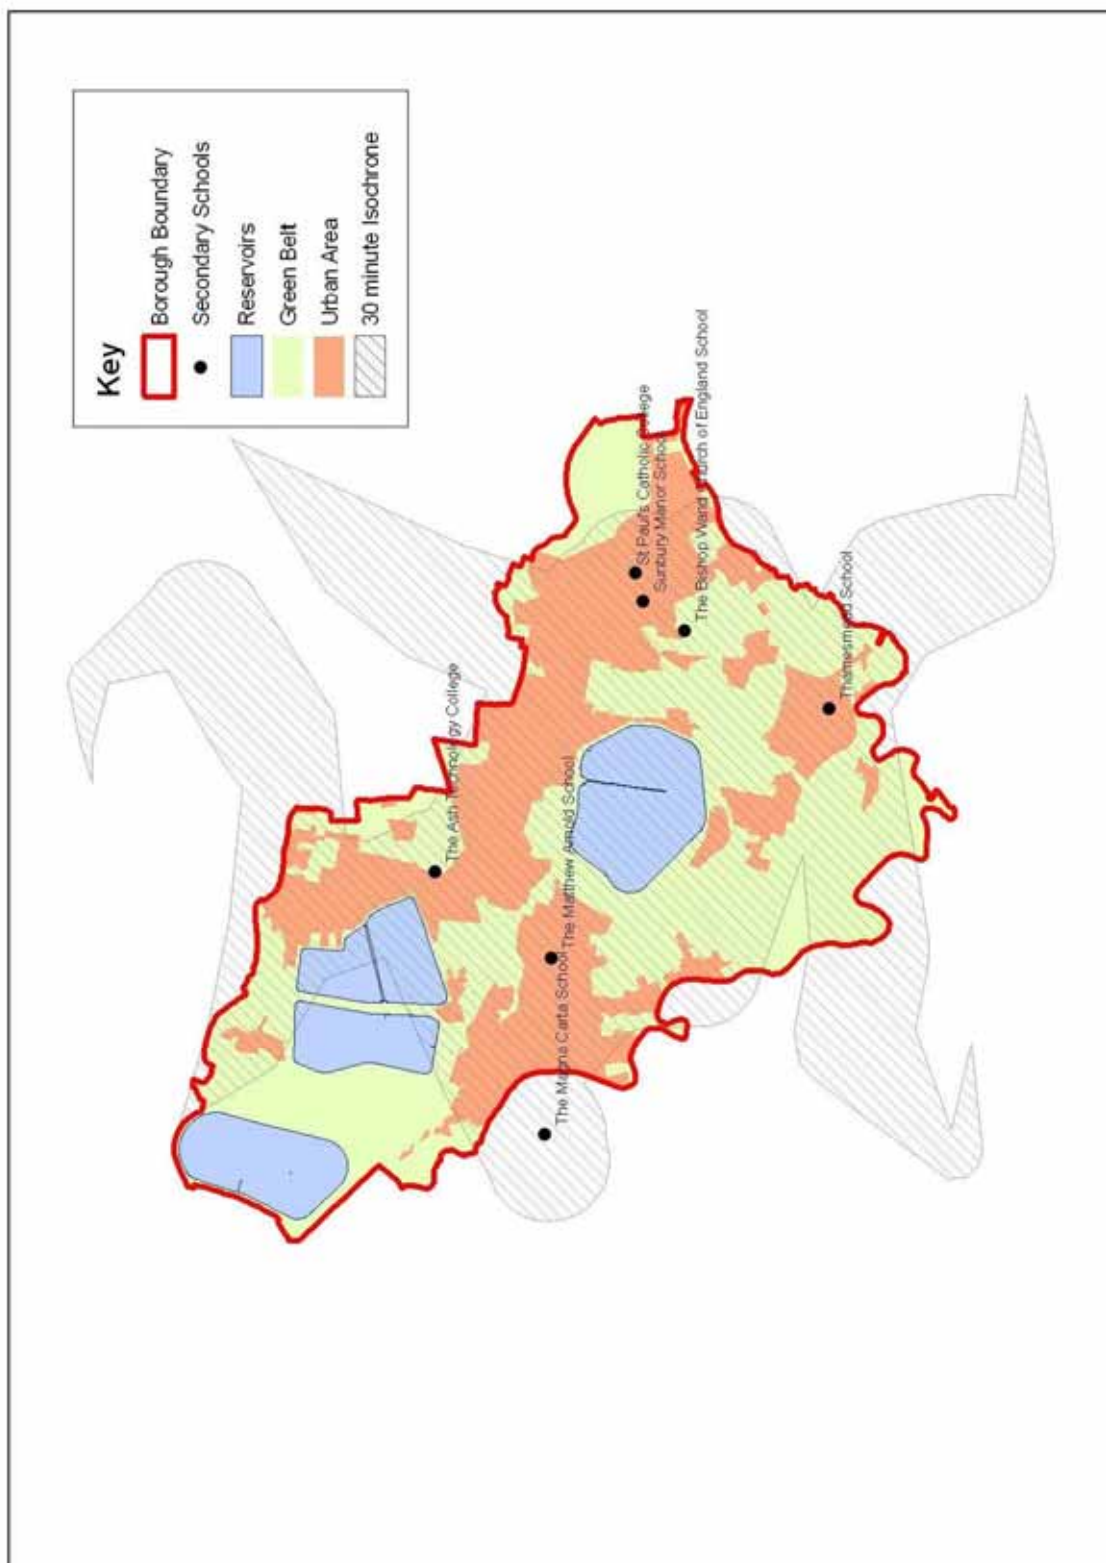 Key
Borough Boundary
Secondary Schools
Reservoirs
Green Belt
Urban Area
30 minute Isochrone
The Ash Technology College
St Paul's Catholic College
Sunbury Manor School
The Bishop Wand Church of England School
The Matthew Arnold School
The Magna Carta School
Thamesmead School